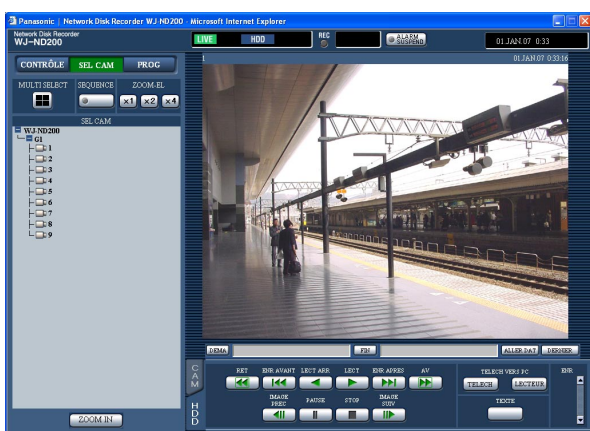 Panasonic | Network Disk Recorder WJ-ND200 - Microsoft Internet Explorer
Network Disk Recorder
WJ-ND200
LIVE HDD REC ALARM SUSPEND 01.JAN.07 0:33
CONTRÔLE SEL CAM PROG
1 01.JAN.07 0:33:16
MULTI SELECT SEQUENCE ZOOM-EL
x1 x2 x4
SEL CAM
WJ-ND200
G1
1
2
3
4
5
6
7
8
9
DEMA FIN ALLER DAT DERNIER
CAM
HDD
RET ENR AVANT LECT ARR LECT ENR APRES AV
IMAGE PREC PAUSE STOP IMAGE SUIV
TELECH VERS PC
TELECH LECTEUR
TEXTE
ENR
ZOOM IN